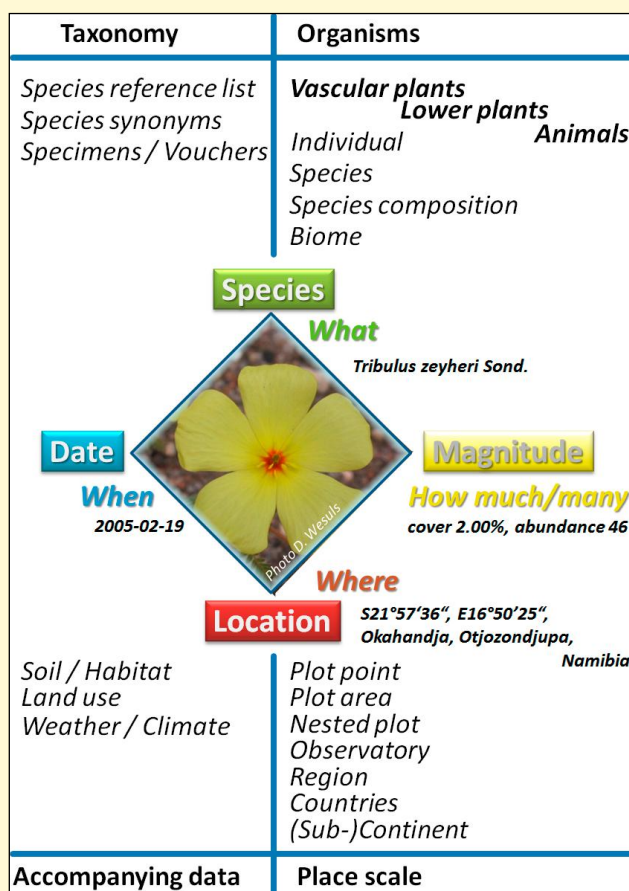 Taxonomy
Organisms
Species reference list
Species synonyms
Specimens / Vouchers
Vascular plants
Lower plants
Animals
Individual
Species
Species composition
Biome
Species
What
Tribulus zeyheri Sond.
Date
When
2005-02-19
Magnitude
How much/many
cover 2.00%, abundance 46
Photo D. Wesuls
Where
Location
S21°57’36“, E16°50’25“,
Okahandja, Otjozondjupa,
Namibia
Soil / Habitat
Land use
Weather / Climate
Plot point
Plot area
Nested plot
Observatory
Region
Countries
(Sub-)Continent
Accompanying data
Place scale